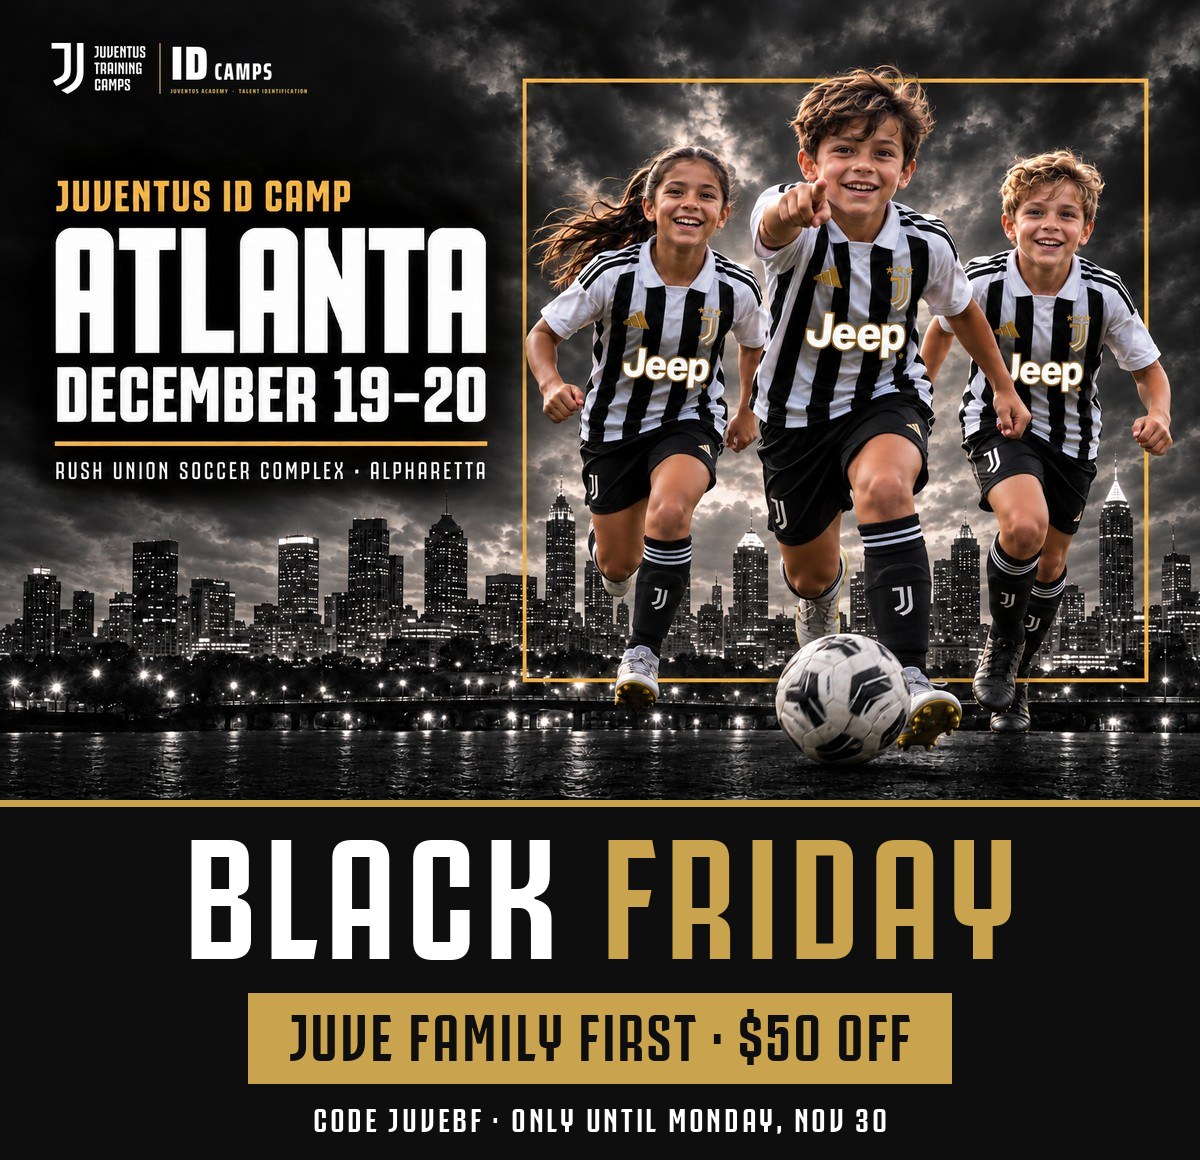 JUVENTUS
TRAINING
CAMPS
ID CAMPS
JUVENTUS ACADEMY · TALENT IDENTIFICATION
JUVENTUS ID CAMP
ATLANTA
DECEMBER 19–20
RUSH UNION SOCCER COMPLEX · ALPHARETTA
Jeep
Jeep
Jeep
BLACK FRIDAY
JUVE FAMILY FIRST · $50 OFF
CODE JUVEBF · ONLY UNTIL MONDAY, NOV 30